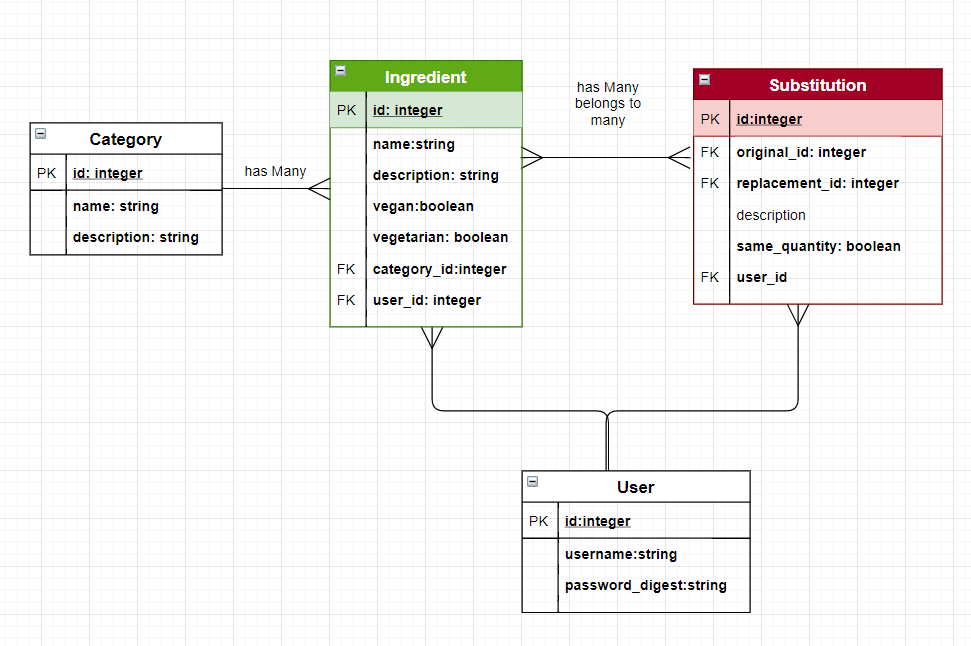 Category
PK id: integer
name: string
description: string
has Many
Ingredient
PK id: integer
name:string
description: string
vegan:boolean
vegetarian: boolean
FK category_id:integer
FK user_id: integer
has Many
belongs to
many
Substitution
PK id:integer
FK original_id: integer
FK replacement_id: integer
description
same_quantity: boolean
FK user_id
User
PK id:integer
username:string
password_digest:string